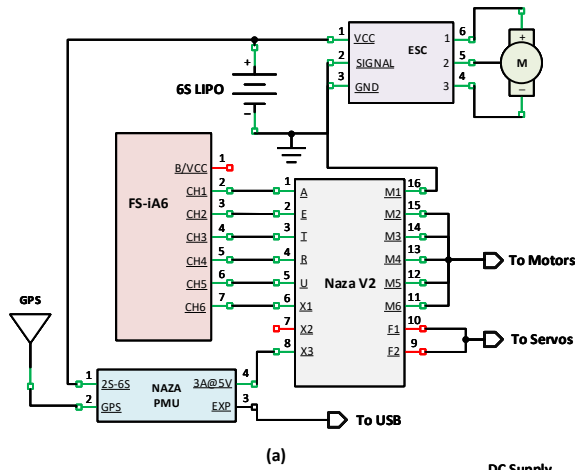 1 VCC 1 6
ESC
2 SIGNAL 2 5
3 GND 3 4
+
M
−
+
6S LIPO
−
FS-iA6
B/VCC 1
CH1 2
CH2 3
CH3 4
CH4 5
CH5 6
CH6 7
Naza V2
1 A M1 16
2 E M2 15
3 T M3 14
4 R M4 13
5 U M5 12
6 X1 M6 11
7 X2 F1 10
8 X3 F2 9
To Motors
To Servos
GPS
1 2S-6S 3A@5V 4
NAZA
PMU
2 GPS EXP 3
To USB
(a)
DC Supply